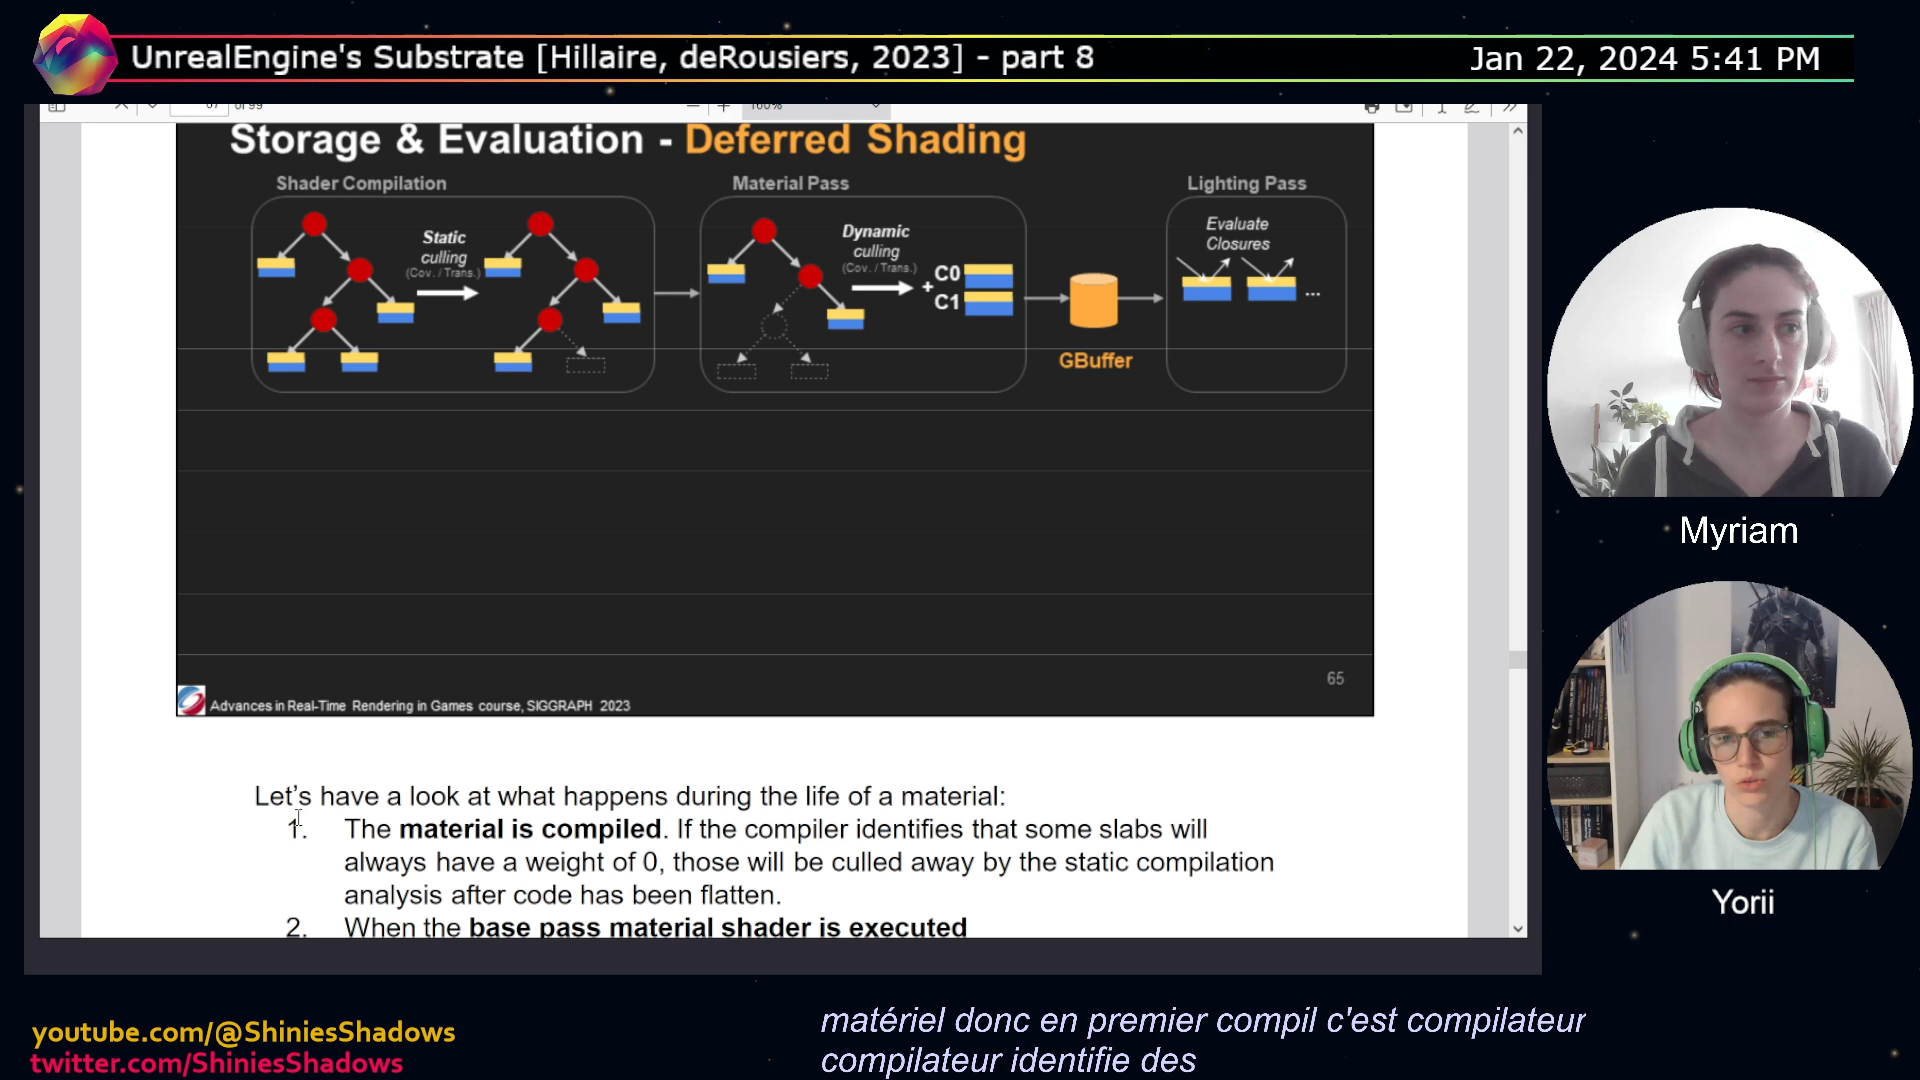 UnrealEngine's Substrate [Hillaire, deRousiers, 2023] - part 8
Jan 22, 2024 5:41 PM
67 of 99
160%
Storage & Evaluation - Deferred Shading
Shader Compilation
Material Pass
Lighting Pass
Static
culling
(Cov. / Trans.)
Dynamic
culling
(Cov. / Trans.)
+
C0
C1
GBuffer
Evaluate
Closures
...
65
Advances in Real-Time Rendering in Games course, SIGGRAPH 2023
Let's have a look at what happens during the life of a material:
1. The material is compiled. If the compiler identifies that some slabs will
always have a weight of 0, those will be culled away by the static compilation
analysis after code has been flatten.
2. When the base pass material shader is executed
Myriam
Yorii
youtube.com/@ShiniesShadows
twitter.com/ShiniesShadows
matériel donc en premier compil c'est compilateur
compilateur identifie des